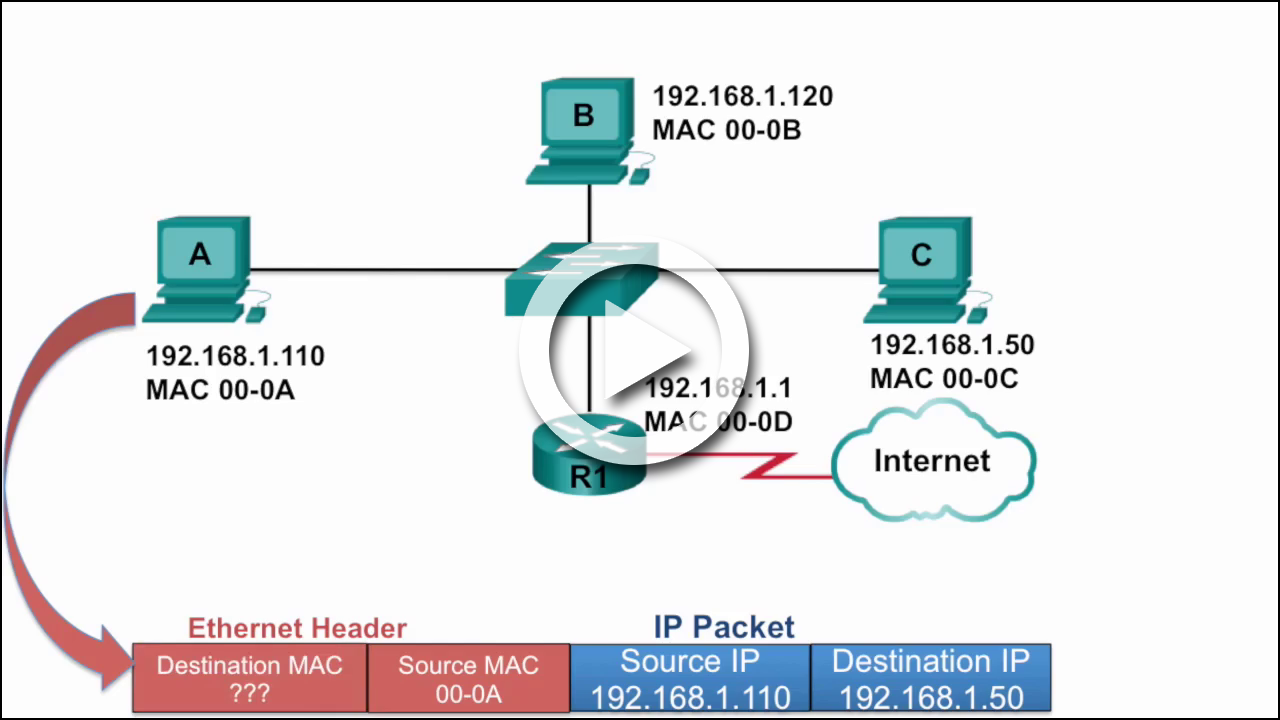 B
192.168.1.120
MAC 00-0B
A
C
192.168.1.110
MAC 00-0A
192.168.1.50
MAC 00-0C
192.168.1.1
MAC 00-0D
R1
Internet
Ethernet Header
IP Packet
Destination MAC
???
Source MAC
00-0A
Source IP
192.168.1.110
Destination IP
192.168.1.50